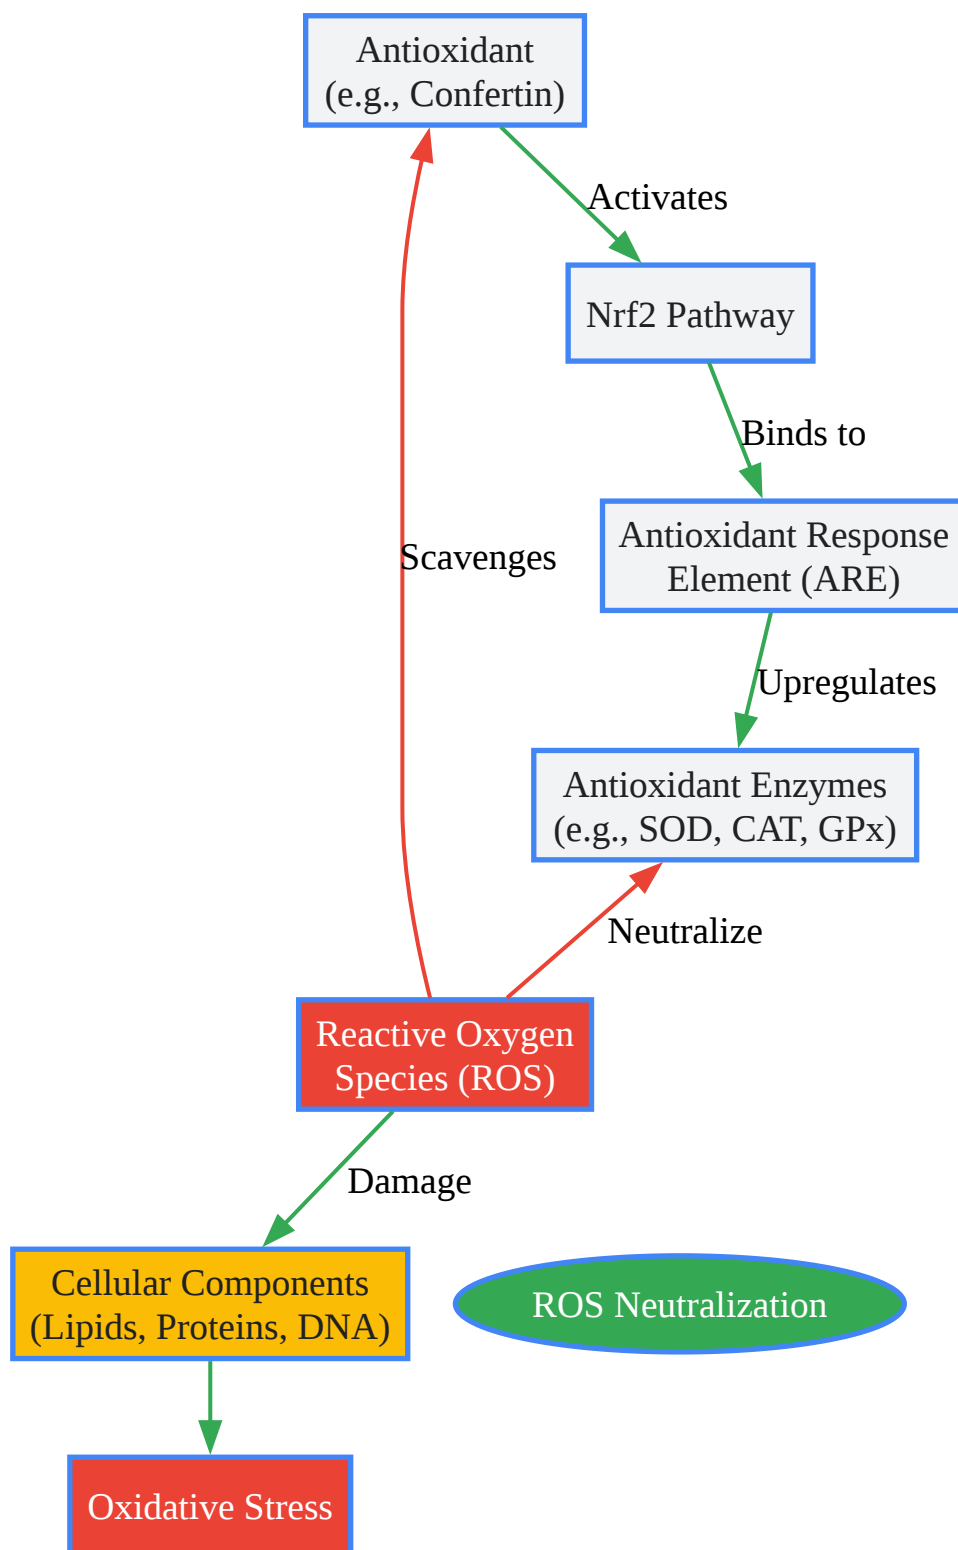 Antioxidant
(e.g., Confertin)
Activates
Nrf2 Pathway
Binds to
Antioxidant Response
Element (ARE)
Scavenges
Upregulates
Antioxidant Enzymes
(e.g., SOD, CAT, GPx)
Neutralize
Reactive Oxygen
Species (ROS)
Damage
Cellular Components
(Lipids, Proteins, DNA)
ROS Neutralization
Oxidative Stress